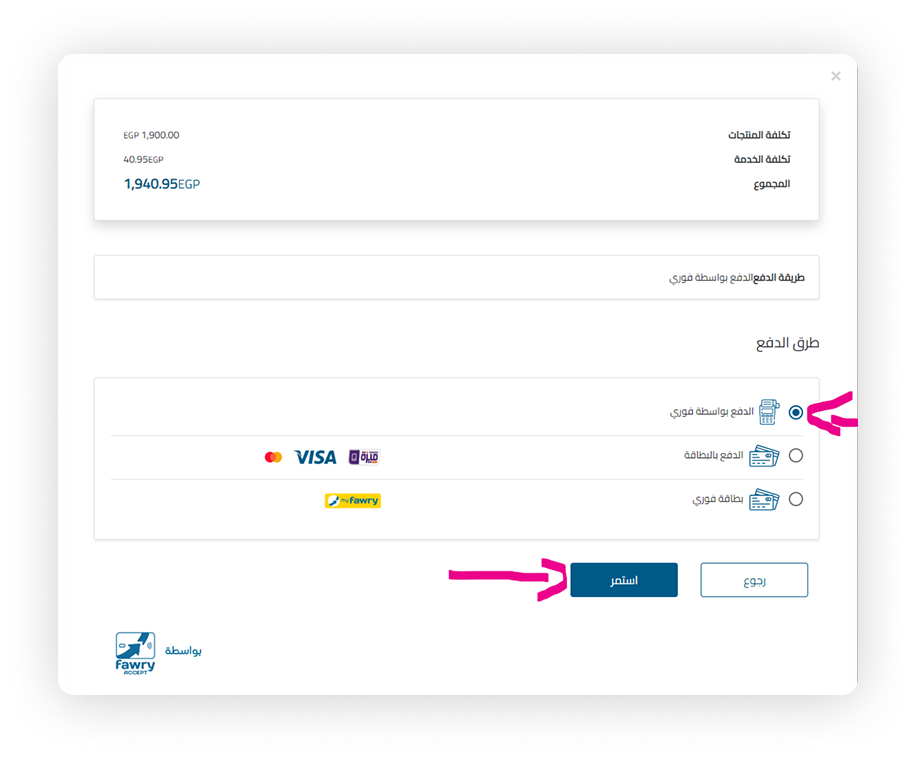 ×
تكلفة المنتجات EGP 1,900.00
تكلفة الخدمة 40.95EGP
المجموع 1,940.95EGP
طريقة الدفعالدفع بواسطة فوري
طرق الدفع
الدفع بواسطة فوري
الدفع بالبطاقة VISA
بطاقة فوري myfawry
رجوع استمر
بواسطة fawry
ACCEPT